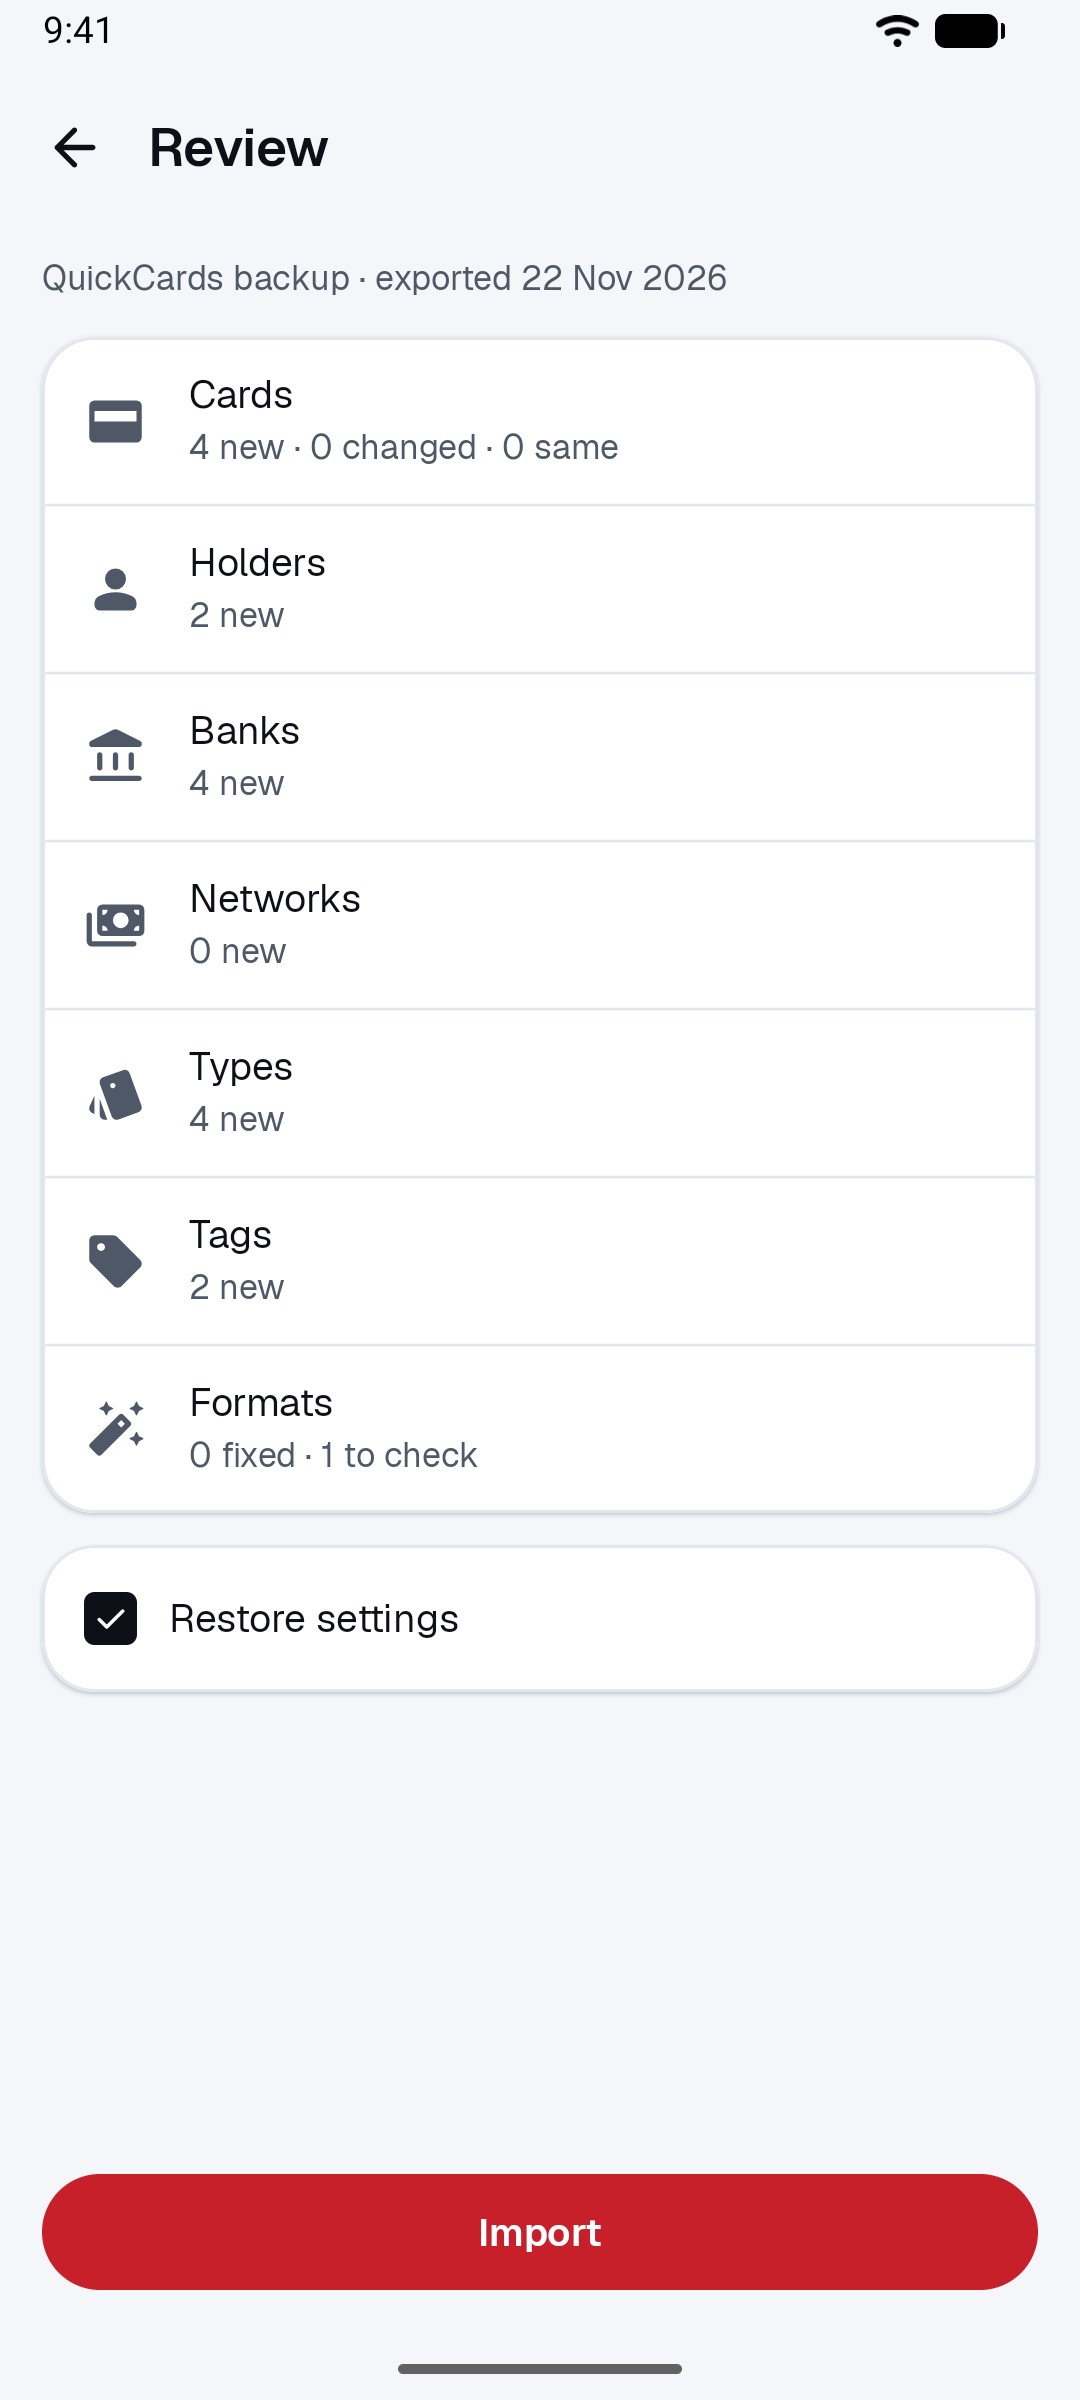 9:41
Review
QuickCards backup · exported 22 Nov 2026
Cards
4 new · 0 changed · 0 same
Holders
2 new
Banks
4 new
Networks
0 new
Types
4 new
Tags
2 new
Formats
0 fixed · 1 to check
Restore settings
Import